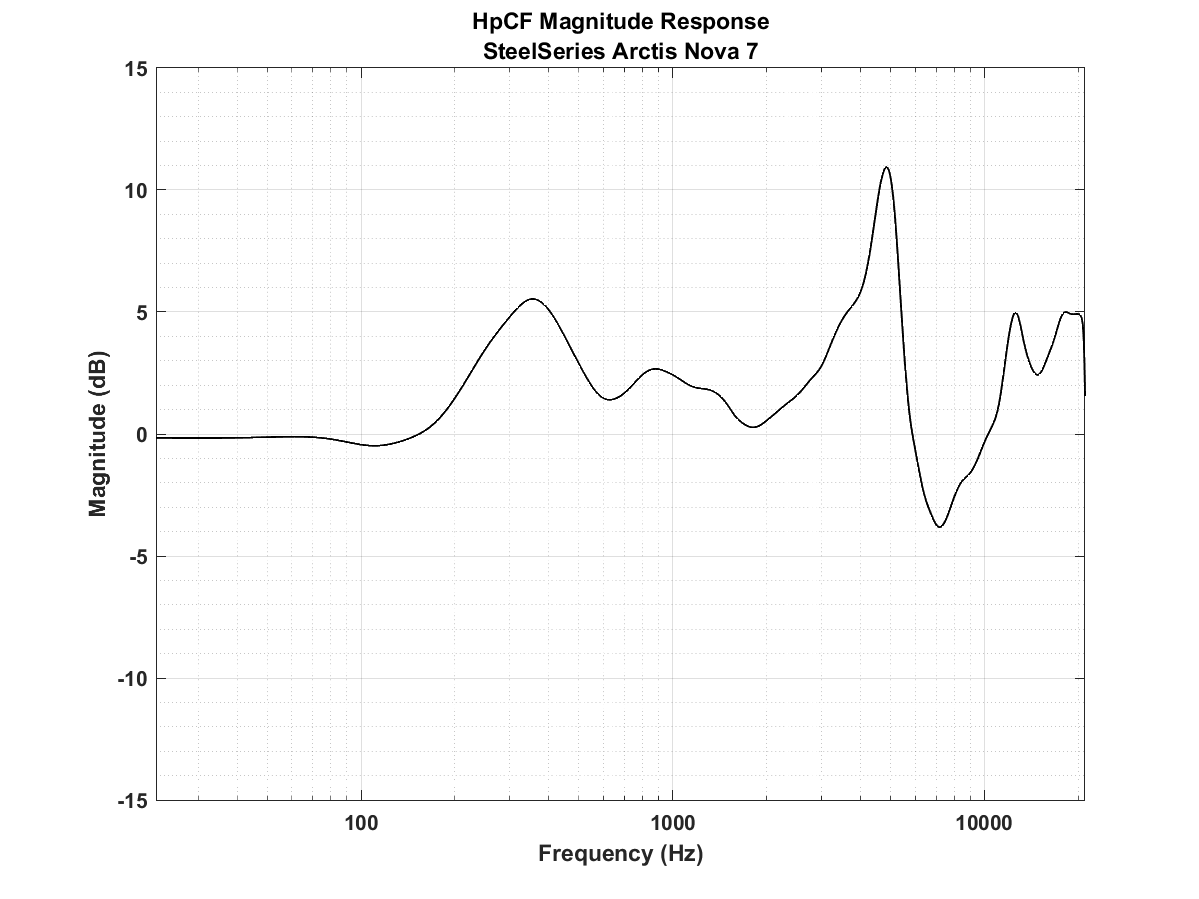 HpCF Magnitude Response
SteelSeries Arctis Nova 7
15
10
5
0
-5
-10
-15
Magnitude (dB)
100
1000
10000
Frequency (Hz)